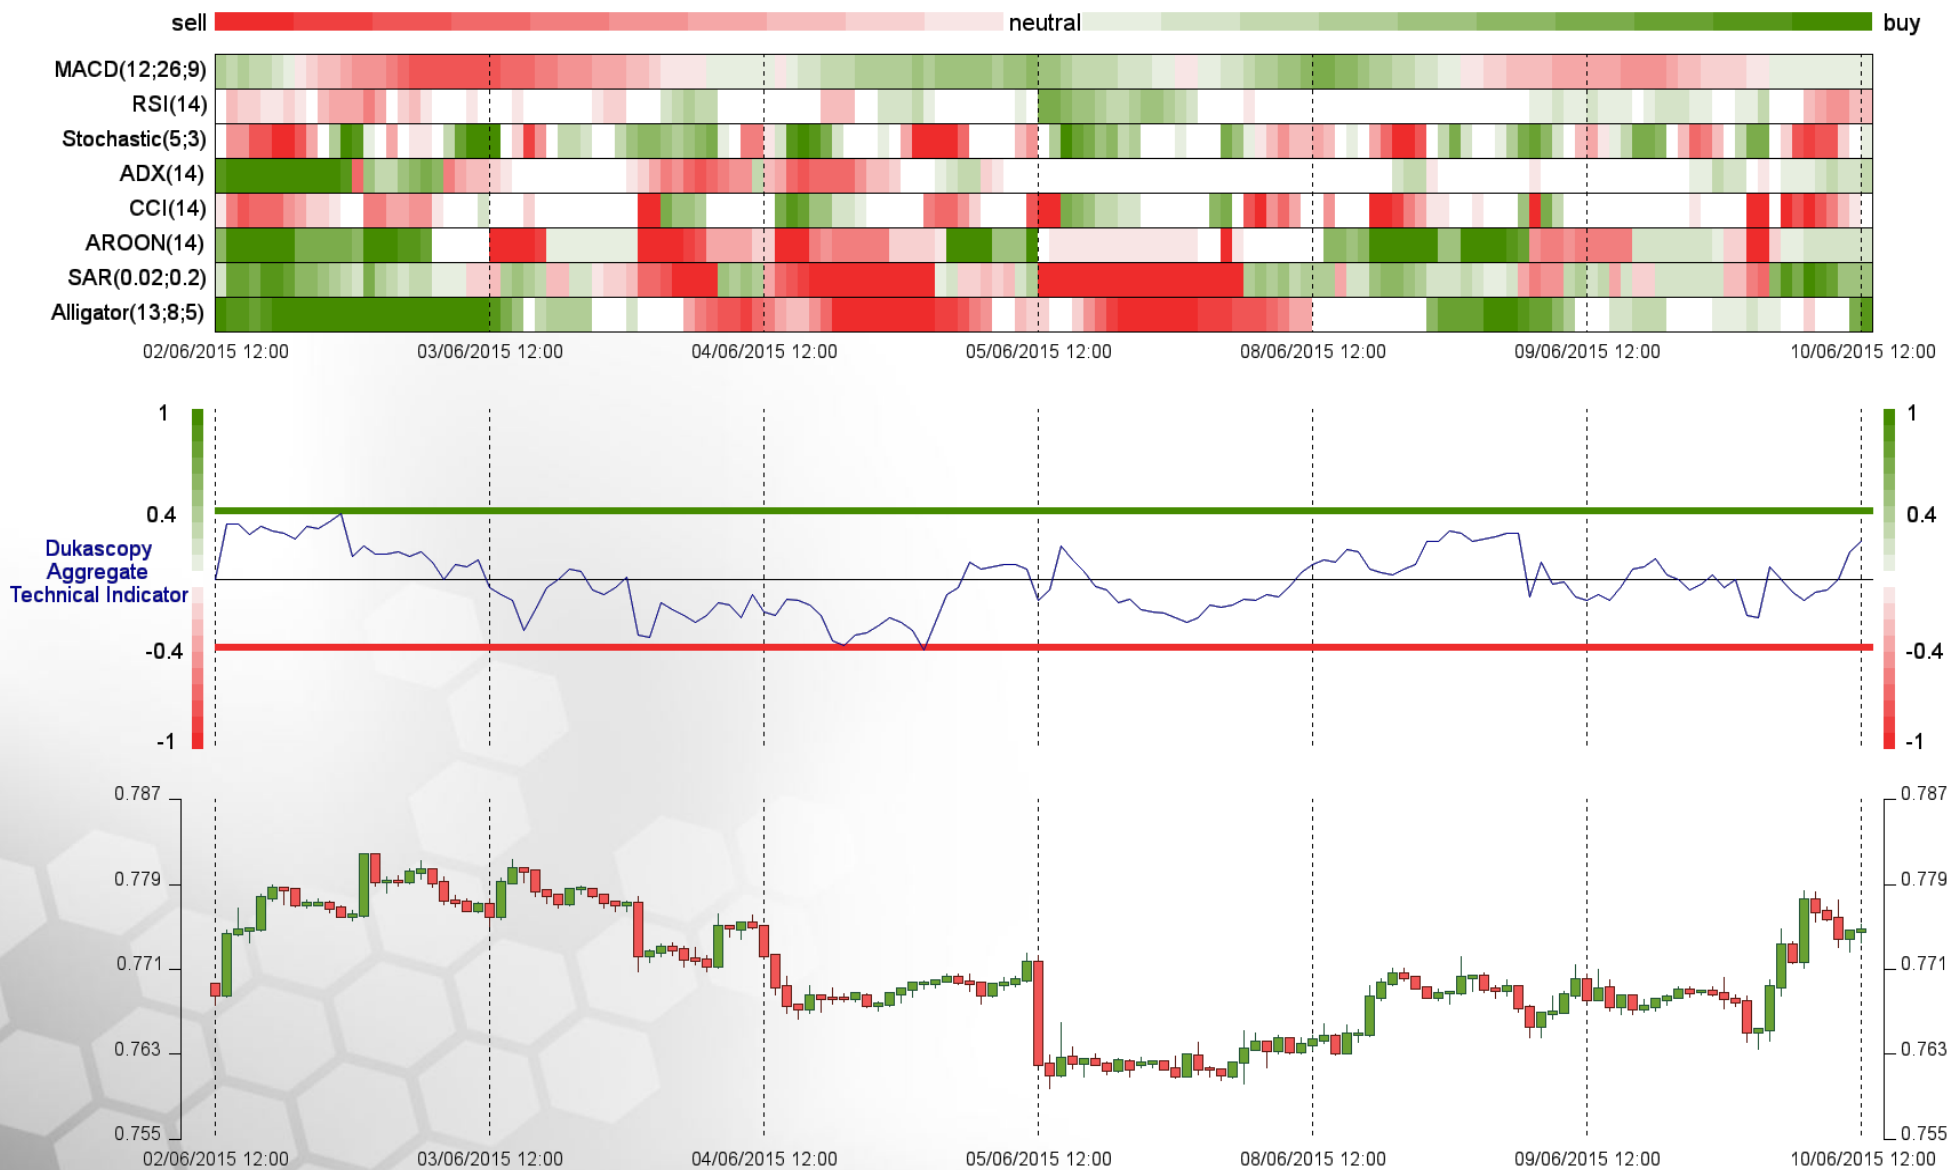 sell neutral buy
MACD(12;26;9)
RSI(14)
Stochastic(5;3)
ADX(14)
CCI(14)
AROON(14)
SAR(0.02;0.2)
Alligator(13;8;5)
02/06/2015 12:00 03/06/2015 12:00 04/06/2015 12:00 05/06/2015 12:00 08/06/2015 12:00 09/06/2015 12:00 10/06/2015 12:00
1 1
0.4 0.4
Dukascopy
Aggregate
Technical Indicator
-0.4 -0.4
-1 -1
0.787 0.787
0.779 0.779
0.771 0.771
0.763 0.763
0.755 0.755
02/06/2015 12:00 03/06/2015 12:00 04/06/2015 12:00 05/06/2015 12:00 08/06/2015 12:00 09/06/2015 12:00 10/06/2015 12:00